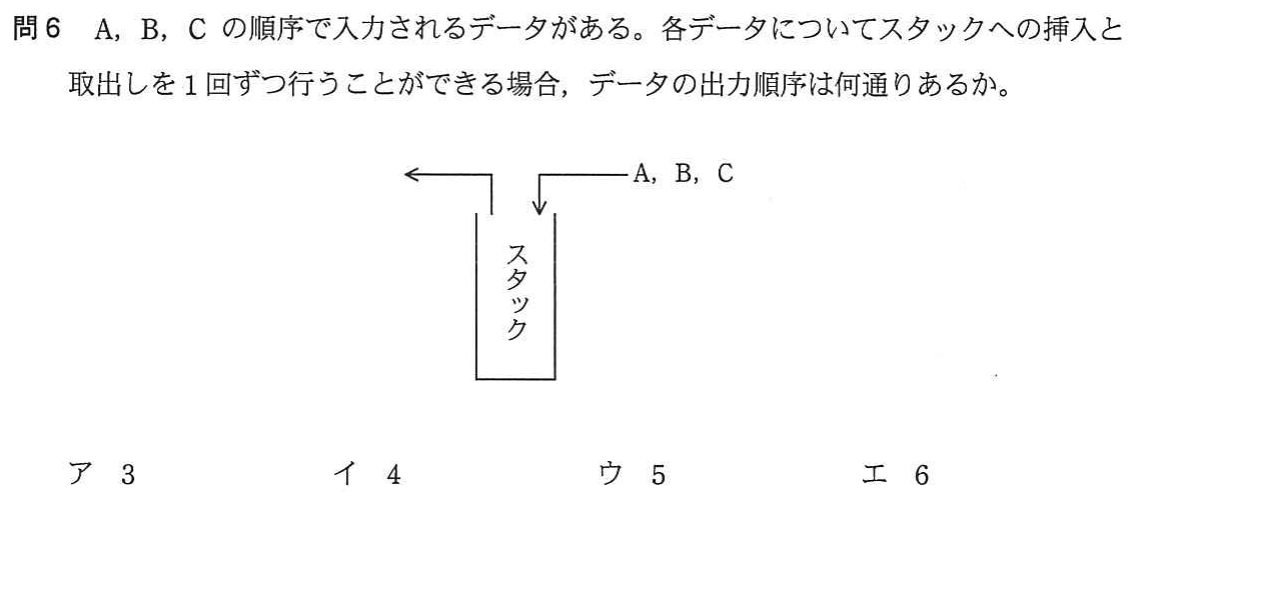 問6 A，B，C の順序で入力されるデータがある。各データについてスタックへの挿入と
取出しを1回ずつ行うことができる場合，データの出力順序は何通りあるか。
A，B，C
スタック
ア 3 イ 4 ウ 5 エ 6